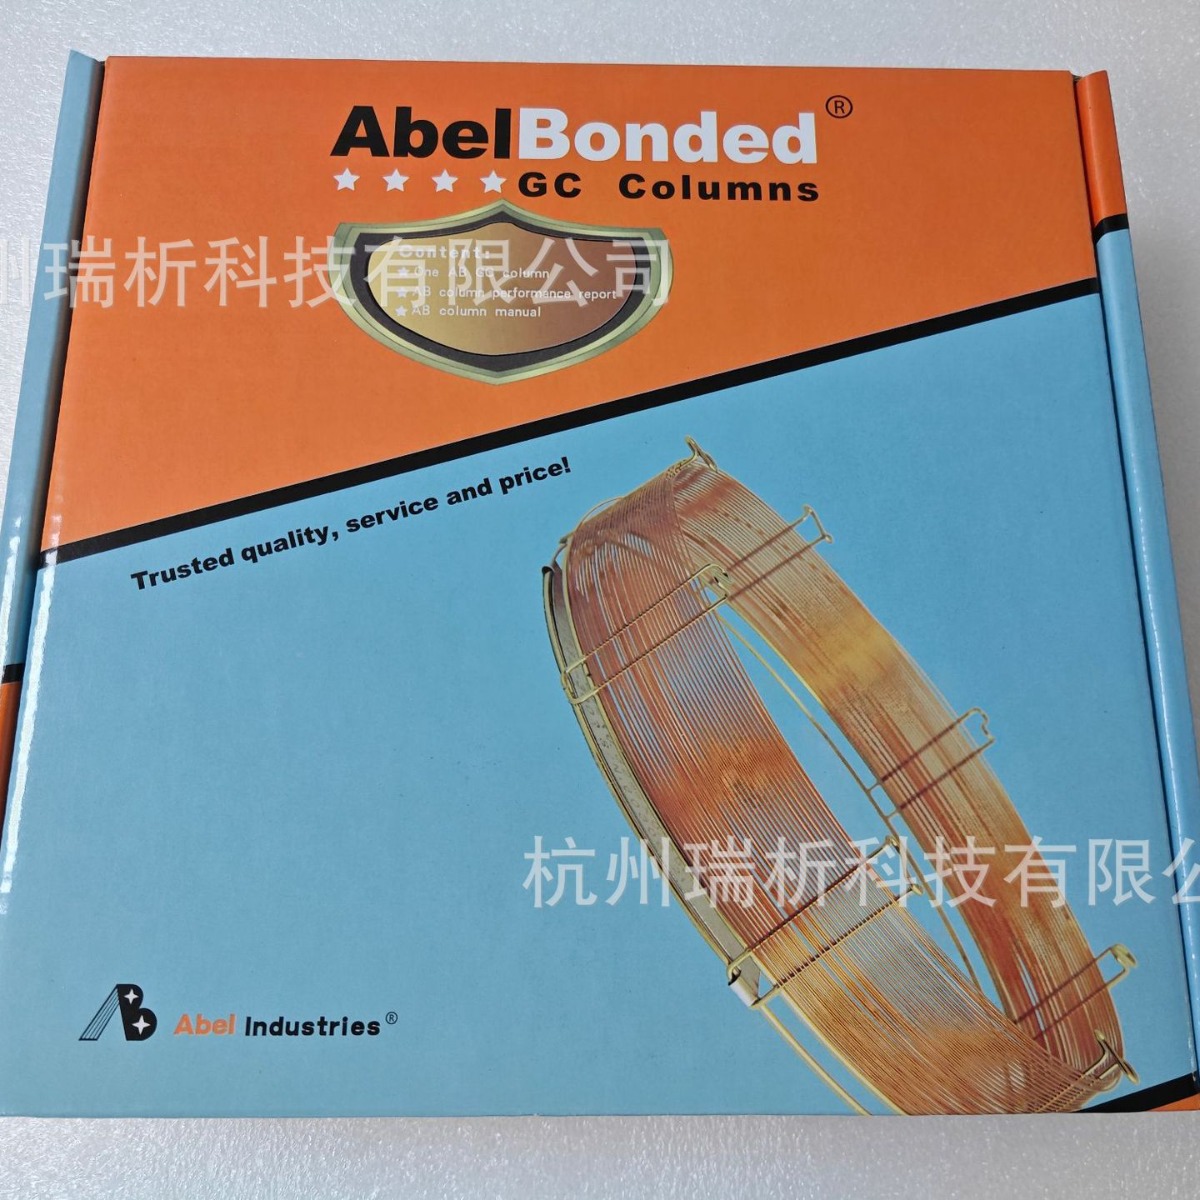 AbelBonded®
GC Columns
Content:
One AB GC column
AB column performance report
AB column manual
州瑞析科技有限公司
Trusted quality, service and price!
杭州瑞析科技有限公
AB Abel Industries®